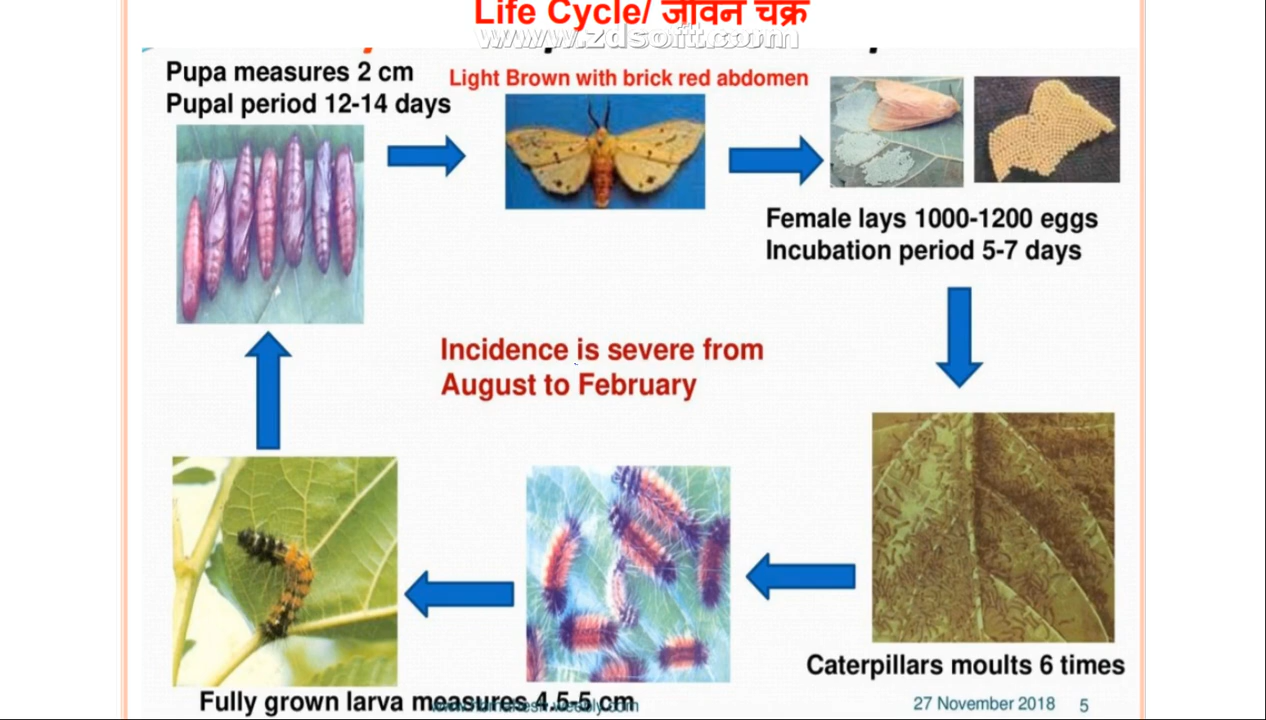 Life Cycle/ जीवन चक्र
www.zdsoft.com
Pupa measures 2 cm
Pupal period 12-14 days
Light Brown with brick red abdomen
Female lays 1000-1200 eggs
Incubation period 5-7 days
Incidence is severe from
August to February
Caterpillars moults 6 times
Fully grown larva measures 4.5-5 cm
27 November 2018
5